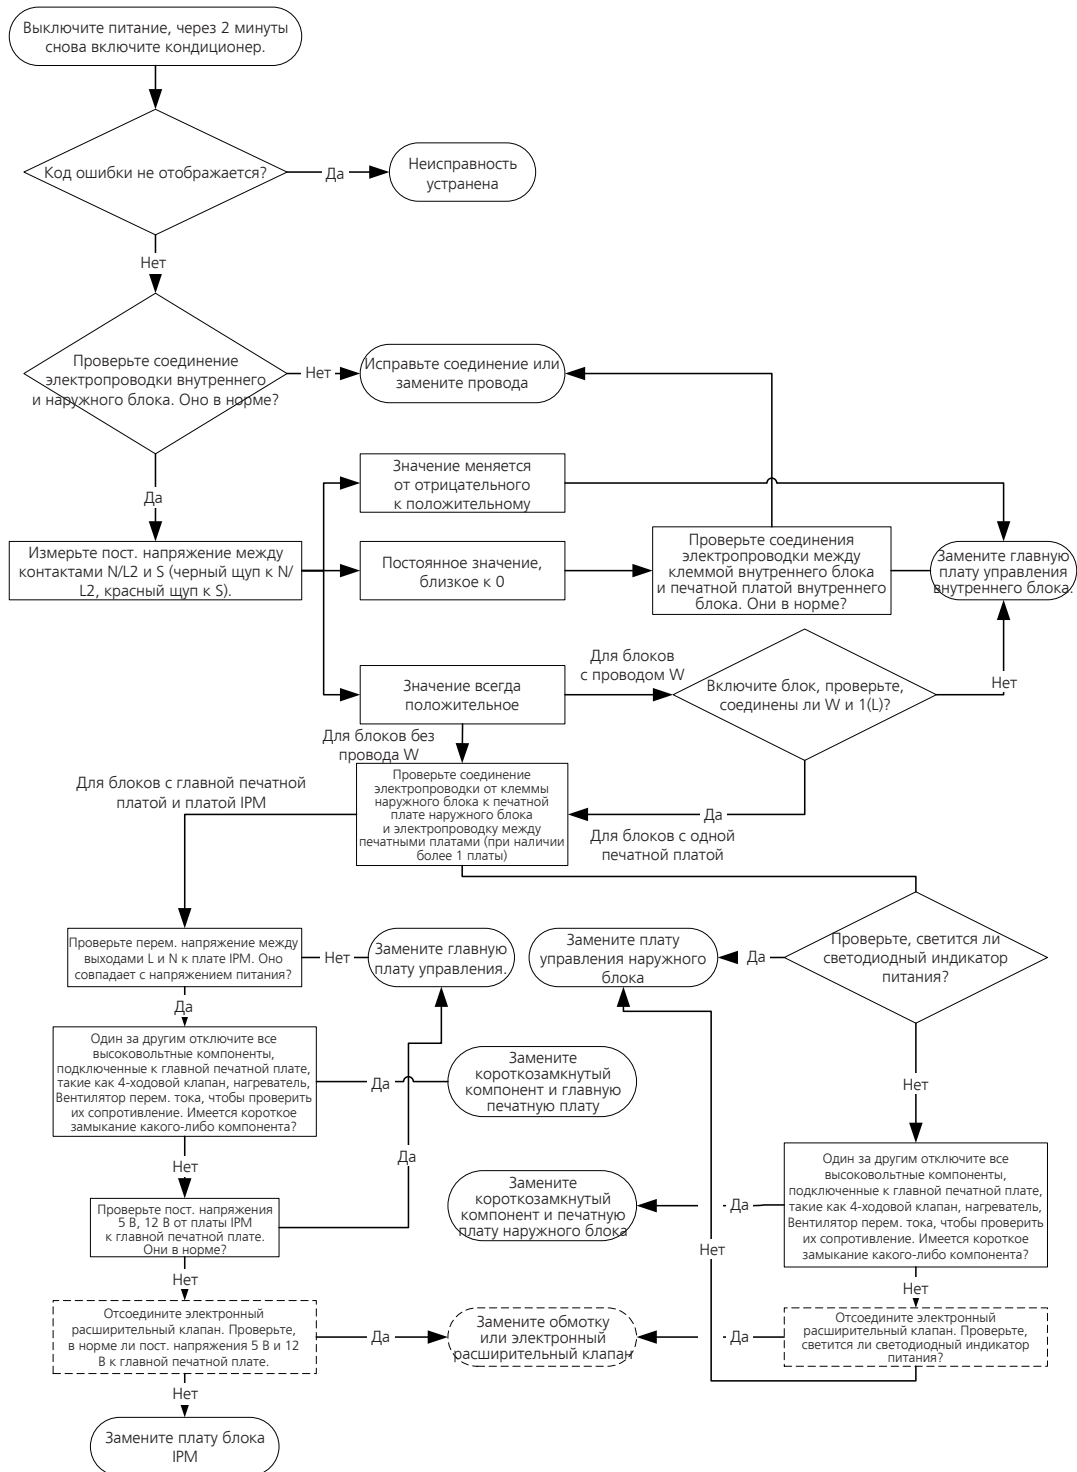 Выключите питание, через 2 минуты
снова включите кондиционер.
Код ошибки не отображается?
Да
Неисправность
устранена
Нет
Проверьте соединение
электропроводки внутреннего
и наружного блока. Оно в норме?
Нет
Исправьте соединение или
замените провода
Да
Значение меняется
от отрицательного
к положительному
Измерьте пост. напряжение между
контактами N/L2 и S (черный щуп к N/
L2, красный щуп к S).
Постоянное значение,
близкое к 0
Проверьте соединения
электропроводки между
клеммой внутреннего блока
и печатной платой внутреннего
блока. Они в норме?
Замените главную
плату управления
внутреннего блока.
Значение всегда
положительное
Для блоков
с проводом W
Включите блок, проверьте,
соединены ли W и 1(L)?
Нет
Для блоков без
провода W
Для блоков с главной печатной
платой и платой IPM
Проверьте соединение
электропроводки от клеммы
наружного блока к печатной
плате наружного блока
и электропроводку между
печатными платами (при наличии
более 1 платы)
Да
Для блоков с одной
печатной платой
Проверьте перем. напряжение между
выходами L и N к плате IPM. Оно
совпадает с напряжением питания?
Нет
Замените главную
плату управления.
Замените плату
управления наружного
блока
Да
Проверьте, светится ли
светодиодный индикатор
питания?
Да
Один за другим отключите все
высоковольтные компоненты,
подключенные к главной печатной плате,
такие как 4-ходовой клапан, нагреватель,
Вентилятор перем. тока, чтобы проверить
их сопротивление. Имеется короткое
замыкание какого-либо компонента?
Да
Замените
короткозамкнутый
компонент и главную
печатную плату
Нет
Да
Нет
Проверьте пост. напряжения
5 В, 12 В от платы IPM
к главной печатной плате.
Они в норме?
Замените
короткозамкнутый
компонент и печатную
плату наружного блока
Да
Один за другим отключите все
высоковольтные компоненты,
подключенные к главной печатной плате,
такие как 4-ходовой клапан, нагреватель,
Вентилятор перем. тока, чтобы проверить
их сопротивление. Имеется короткое
замыкание какого-либо компонента?
Нет
Нет
Нет
Отсоедините электронный
расширительный клапан. Проверьте,
в норме ли пост. напряжения 5 В и 12
В к главной печатной плате.
Да
Замените обмотку
или электронный
расширительный клапан
Да
Отсоедините электронный
расширительный клапан. Проверьте,
светится ли светодиодный индикатор
питания?
Нет
Замените плату блока
IPM